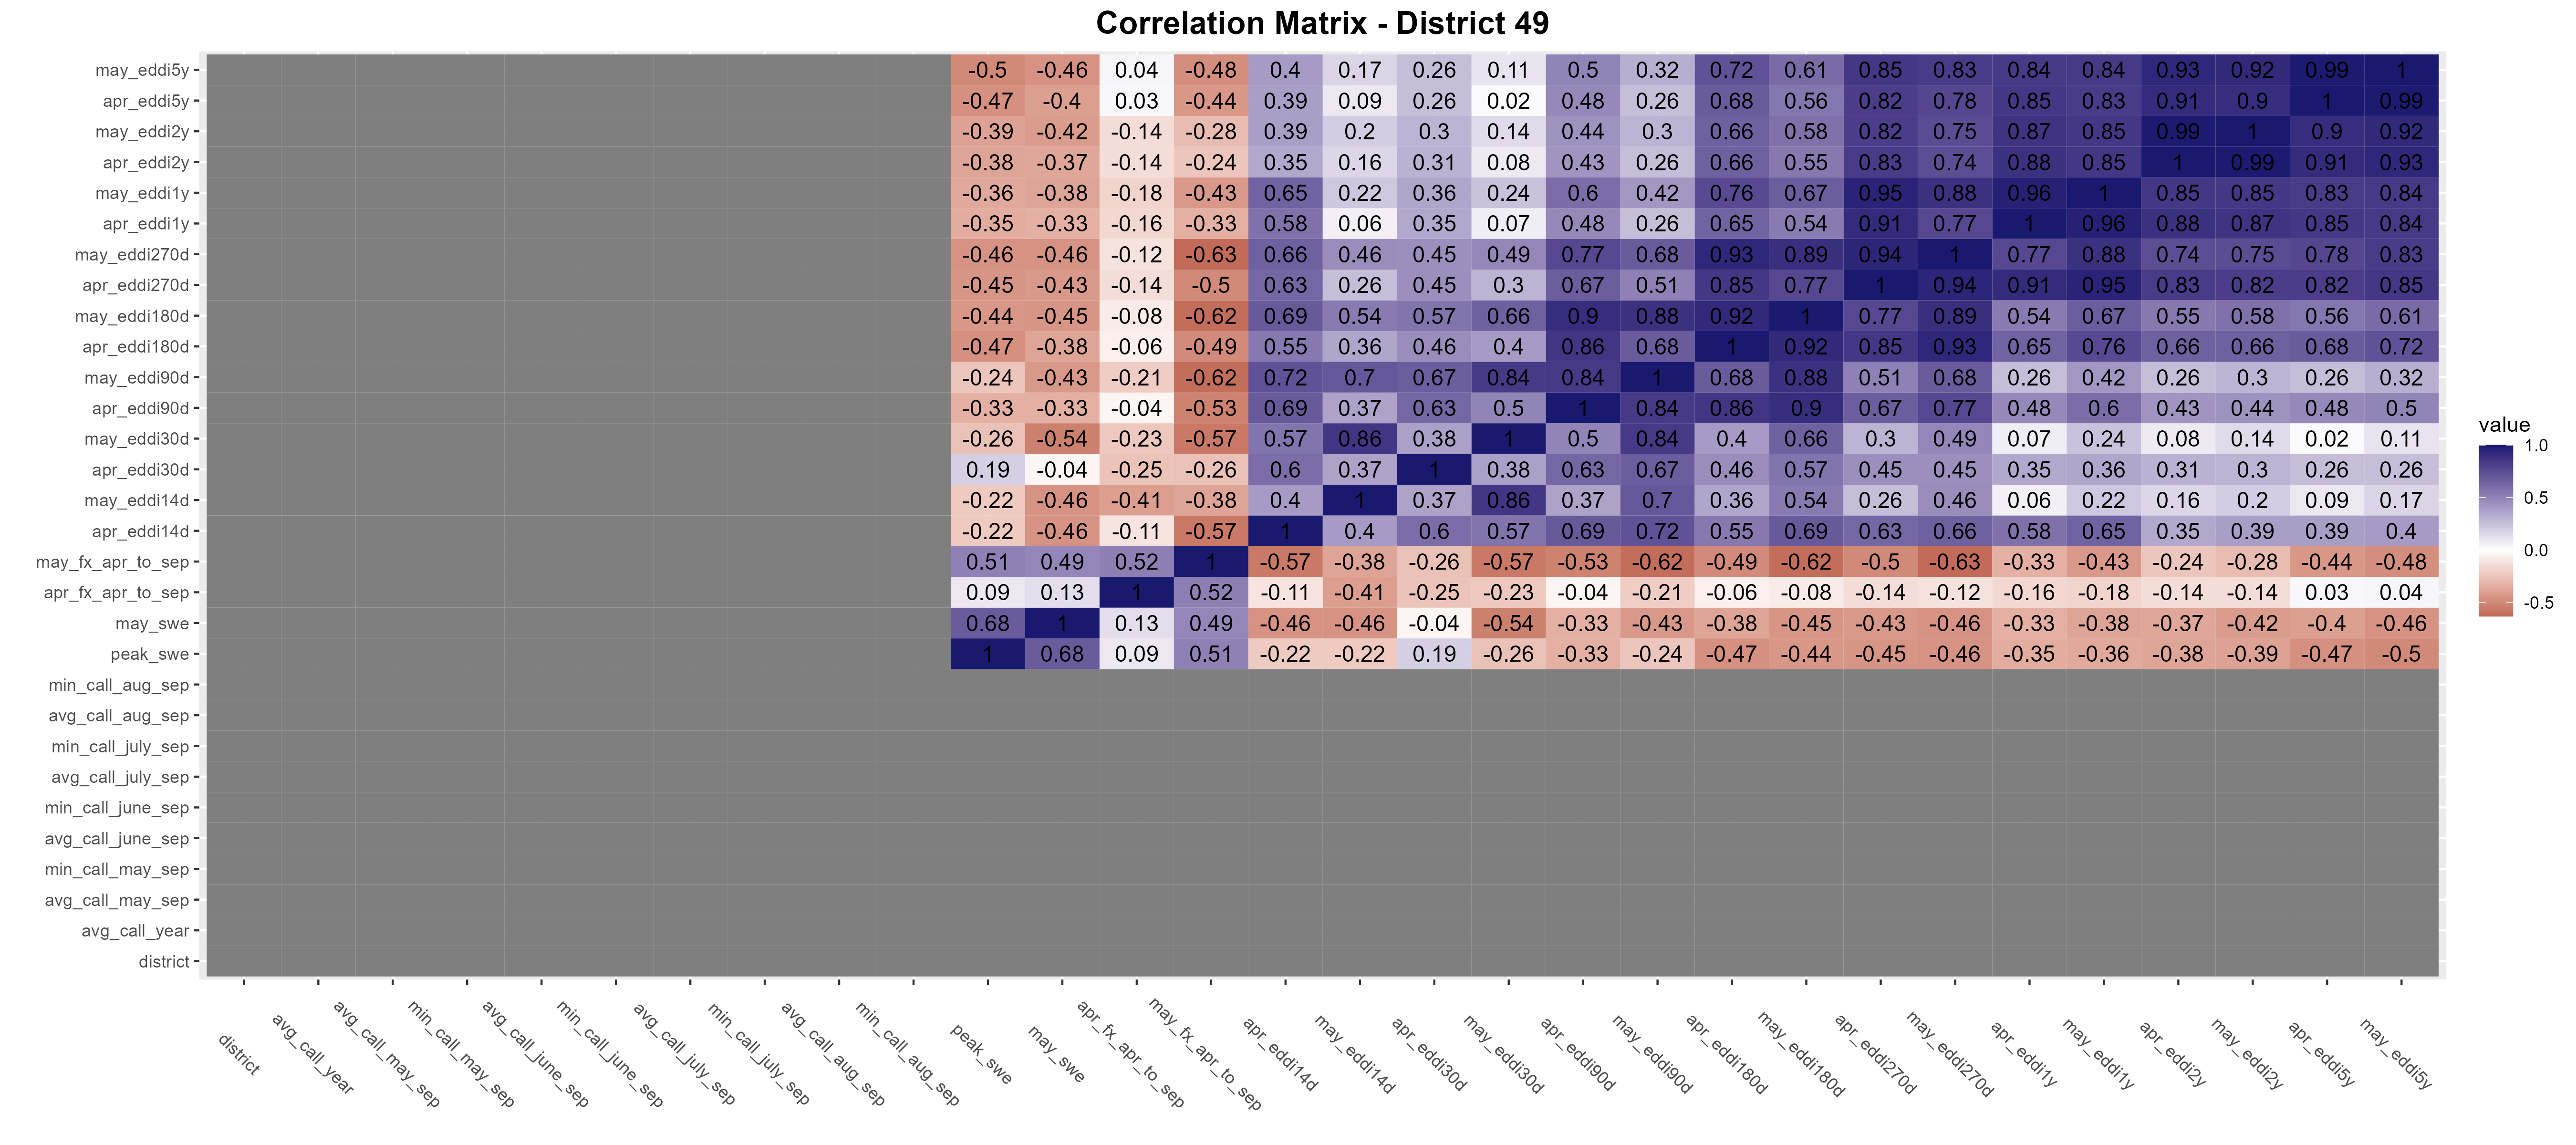 Correlation Matrix - District 49
may_eddi5y -0.5 -0.46 0.04 -0.48 0.4 0.17 0.26 0.11 0.5 0.32 0.72 0.61 0.85 0.83 0.84 0.84 0.93 0.92 0.99 1
apr_eddi5y -0.47 -0.4 0.03 -0.44 0.39 0.09 0.26 0.02 0.48 0.26 0.68 0.56 0.82 0.78 0.85 0.83 0.91 0.9 1 0.99
may_eddi2y -0.39 -0.42 -0.14 -0.28 0.39 0.2 0.3 0.14 0.44 0.3 0.66 0.58 0.82 0.75 0.87 0.85 0.99 1 0.9 0.92
apr_eddi2y -0.38 -0.37 -0.14 -0.24 0.35 0.16 0.31 0.08 0.43 0.26 0.66 0.55 0.83 0.74 0.88 0.85 1 0.99 0.91 0.93
may_eddi1y -0.36 -0.38 -0.18 -0.43 0.65 0.22 0.36 0.24 0.6 0.42 0.76 0.67 0.95 0.88 0.96 1 0.85 0.85 0.83 0.84
apr_eddi1y -0.35 -0.33 -0.16 -0.33 0.58 0.06 0.35 0.07 0.48 0.26 0.65 0.54 0.91 0.77 1 0.96 0.88 0.87 0.85 0.84
may_eddi270d -0.46 -0.46 -0.12 -0.63 0.66 0.46 0.45 0.49 0.77 0.68 0.93 0.89 0.94 1 0.77 0.88 0.74 0.75 0.78 0.83
apr_eddi270d -0.45 -0.43 -0.14 -0.5 0.63 0.26 0.45 0.3 0.67 0.51 0.85 0.77 1 0.94 0.91 0.95 0.83 0.82 0.82 0.85
may_eddi180d -0.44 -0.45 -0.08 -0.62 0.69 0.54 0.57 0.66 0.9 0.88 0.92 1 0.77 0.89 0.54 0.67 0.55 0.58 0.56 0.61
apr_eddi180d -0.47 -0.38 -0.06 -0.49 0.55 0.36 0.46 0.4 0.86 0.68 1 0.92 0.85 0.93 0.65 0.76 0.66 0.66 0.68 0.72
may_eddi90d -0.24 -0.43 -0.21 -0.62 0.72 0.7 0.67 0.84 0.84 1 0.68 0.88 0.51 0.68 0.26 0.42 0.26 0.3 0.26 0.32
apr_eddi90d -0.33 -0.33 -0.04 -0.53 0.69 0.37 0.63 0.5 1 0.84 0.86 0.9 0.67 0.77 0.48 0.6 0.43 0.44 0.48 0.5
may_eddi30d -0.26 -0.54 -0.23 -0.57 0.57 0.86 0.38 1 0.5 0.84 0.4 0.66 0.3 0.49 0.07 0.24 0.08 0.14 0.02 0.11
apr_eddi30d 0.19 -0.04 -0.25 -0.26 0.6 0.37 1 0.38 0.63 0.67 0.46 0.57 0.45 0.45 0.35 0.36 0.31 0.3 0.26 0.26
may_eddi14d -0.22 -0.46 -0.41 -0.38 0.4 1 0.37 0.86 0.37 0.7 0.36 0.54 0.26 0.46 0.06 0.22 0.16 0.2 0.09 0.17
apr_eddi14d -0.22 -0.46 -0.11 -0.57 1 0.4 0.6 0.57 0.69 0.72 0.55 0.69 0.63 0.66 0.58 0.65 0.35 0.39 0.39 0.4
may_fx_apr_to_sep 0.51 0.49 0.52 1 -0.57 -0.38 -0.26 -0.57 -0.53 -0.62 -0.49 -0.62 -0.5 -0.63 -0.33 -0.43 -0.24 -0.28 -0.44 -0.48
apr_fx_apr_to_sep 0.09 0.13 1 0.52 -0.11 -0.41 -0.25 -0.23 -0.04 -0.21 -0.06 -0.08 -0.14 -0.12 -0.16 -0.18 -0.14 -0.14 0.03 0.04
may_swe 0.68 1 0.13 0.49 -0.46 -0.46 -0.04 -0.54 -0.33 -0.43 -0.38 -0.45 -0.43 -0.46 -0.33 -0.38 -0.37 -0.42 -0.4 -0.46
peak_swe 1 0.68 0.09 0.51 -0.22 -0.22 0.19 -0.26 -0.33 -0.24 -0.47 -0.44 -0.45 -0.46 -0.35 -0.36 -0.38 -0.39 -0.47 -0.5
min_call_aug_sep
avg_call_aug_sep
min_call_july_sep
avg_call_july_sep
min_call_june_sep
avg_call_june_sep
min_call_may_sep
avg_call_may_sep
avg_call_year
district
district
avg_call_year
avg_call_may_sep
min_call_may_sep
avg_call_june_sep
min_call_june_sep
avg_call_july_sep
min_call_july_sep
avg_call_aug_sep
min_call_aug_sep
peak_swe
may_swe
apr_fx_apr_to_sep
may_fx_apr_to_sep
apr_eddi14d
may_eddi14d
apr_eddi30d
may_eddi30d
apr_eddi90d
may_eddi90d
apr_eddi180d
may_eddi180d
apr_eddi270d
may_eddi270d
apr_eddi1y
may_eddi1y
apr_eddi2y
may_eddi2y
apr_eddi5y
may_eddi5y
value
1.0
0.5
0.0
-0.5